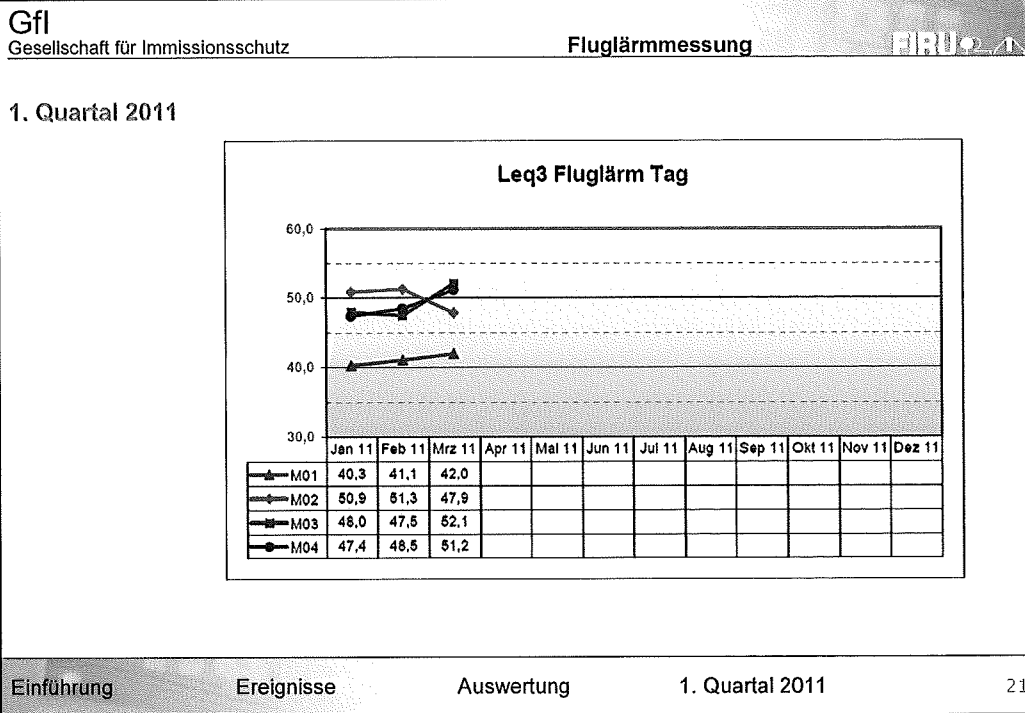 GfI
Gesellschaft für Immissionsschutz
Fluglärmmessung
FIRU
1. Quartal 2011
Leq3 Fluglärm Tag
60,0
50,0
40,0
30,0
Jan 11 Feb 11 Mrz 11 Apr 11 Mai 11 Jun 11 Jul 11 Aug 11 Sep 11 Okt 11 Nov 11 Dez 11
M01 40,3 41,1 42,0
M02 50,9 51,3 47,9
M03 48,0 47,5 52,1
M04 47,4 48,5 51,2
Einführung Ereignisse Auswertung 1. Quartal 2011 21